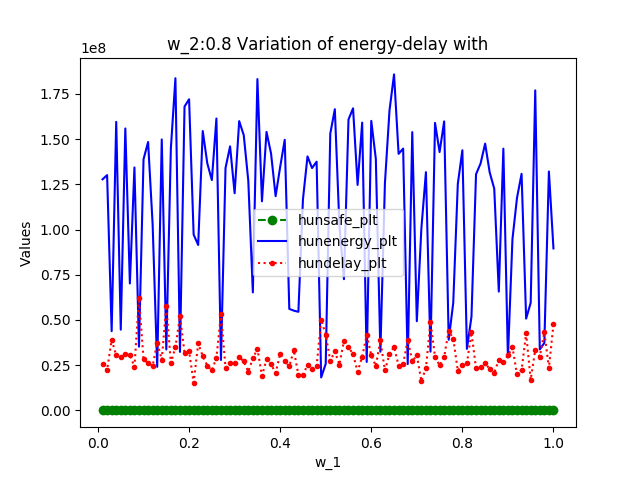 w_2:0.8 Variation of energy-delay with
1e8
1.75
1.50
1.25
1.00
0.75
0.50
0.25
0.00
Values
hunsafe_plt
hunenergy_plt
hundelay_plt
0.0 0.2 0.4 0.6 0.8 1.0
w_1